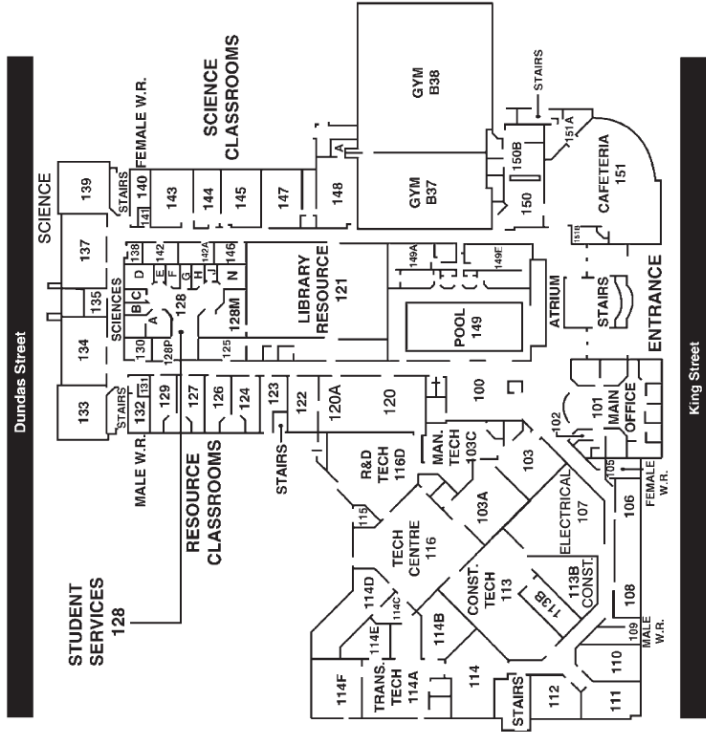 Dundas Street
SCIENCE
133
134
135
137
139
STUDENT
SERVICES
128
STAIRS
SCIENCES
STAIRS
MALE W.R.
132
131
130
B
C
D
138
141
140
FEMALE W.R.
129
128P
A
E
142
143
RESOURCE
CLASSROOMS
127
128
F
G
H
142A
144
SCIENCE
CLASSROOMS
126
124
125
128M
J
N
146
145
STAIRS
123
122
LIBRARY
RESOURCE
121
147
148
A
114F
120A
120
115
R&D
TECH
116D
114E
114D
114C
TRANS.
TECH
114A
TECH
CENTRE
116
149A
GYM
B37
GYM
B38
114B
MAN.
TECH
103C
100
POOL
149
149E
114
CONST.
TECH
113
103A
103
STAIRS
112
113B
113B
CONST.
ELECTRICAL
107
102
ATRIUM
150
150B
STAIRS
151A
111
110
109
108
106
105
101
MAIN
OFFICE
STAIRS
151B
CAFETERIA
151
MALE
W.R.
FEMALE
W.R.
ENTRANCE
King Street